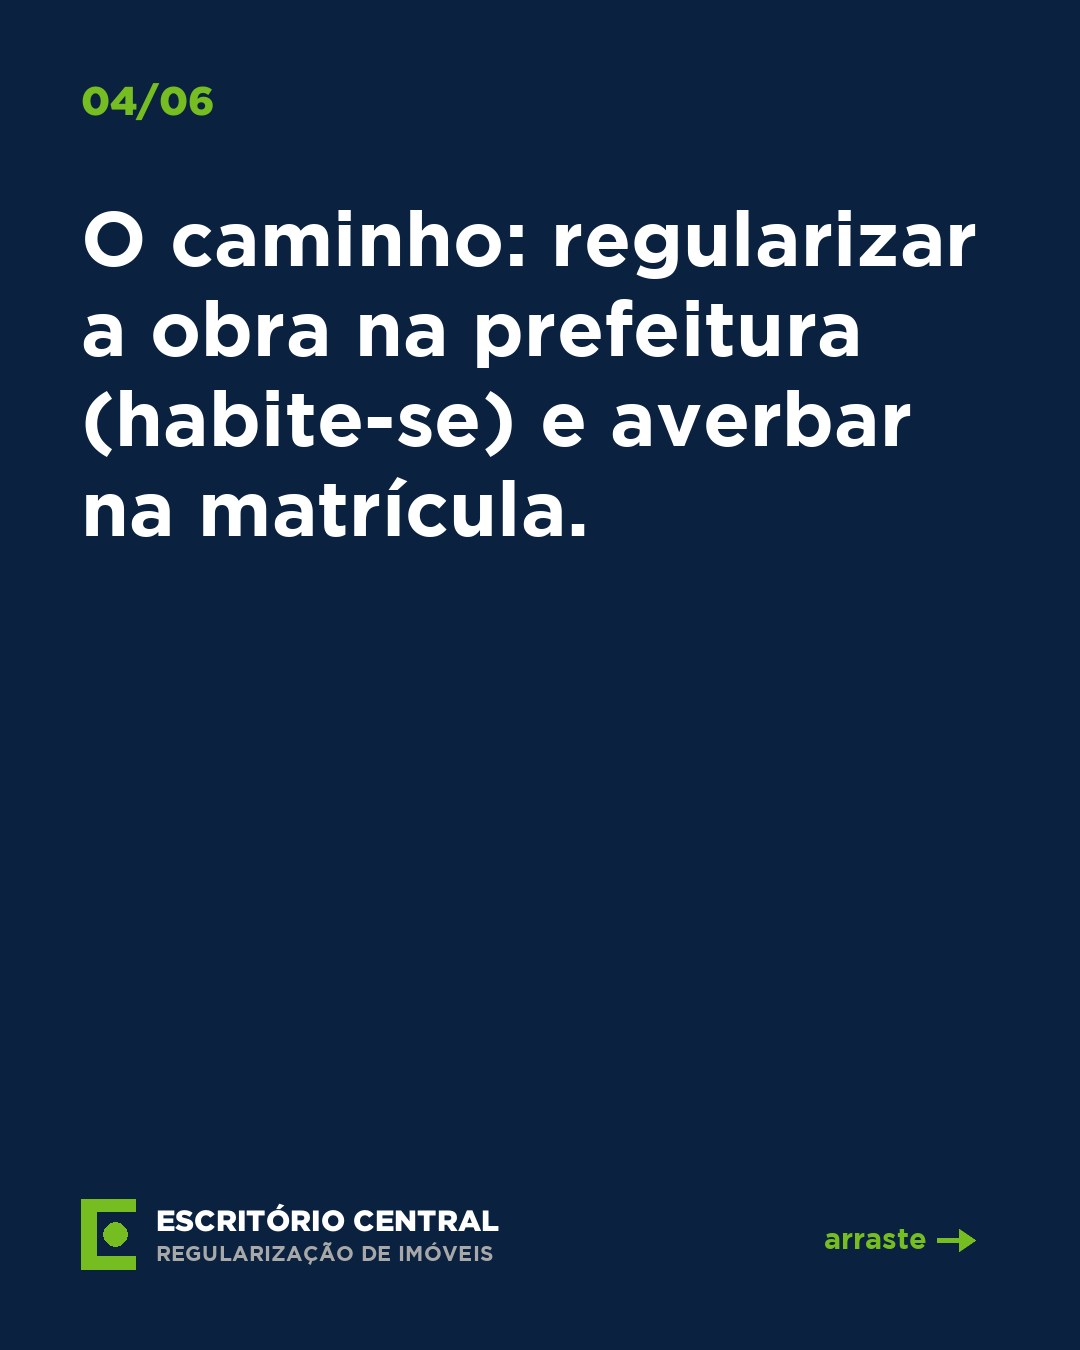 04/06
O caminho: regularizar
a obra na prefeitura
(habite-se) e averbar
na matrícula.
ESCRITÓRIO CENTRAL
REGULARIZAÇÃO DE IMÓVEIS
arraste →